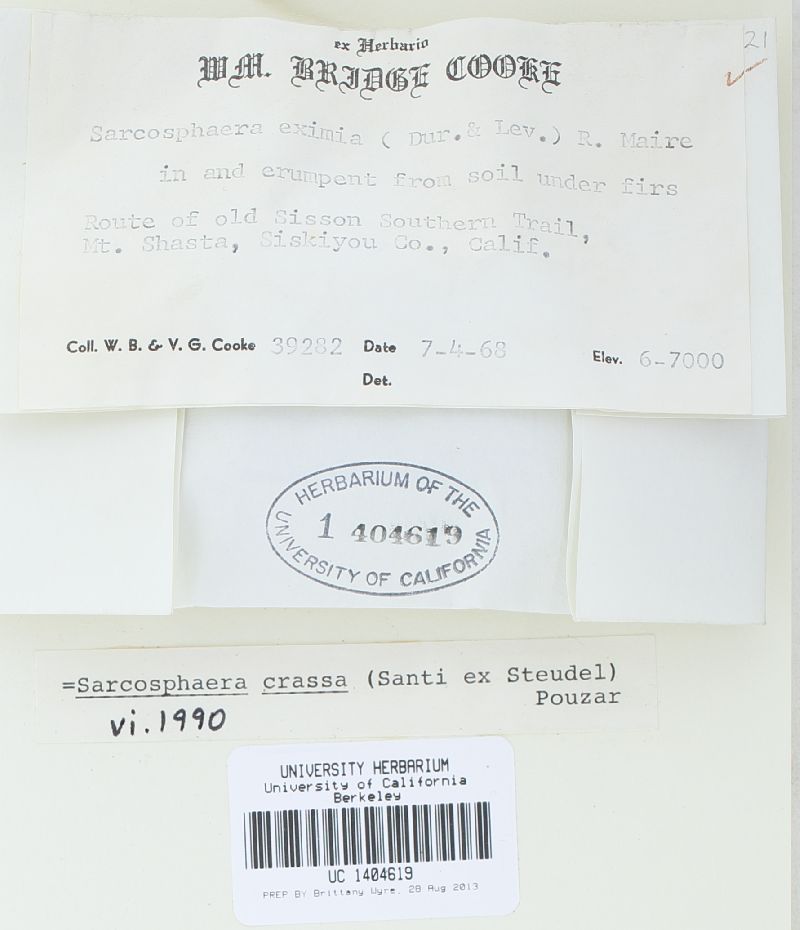 21
ex Herbario
WM. BRIDGE COOKE
Sarcosphaera eximia ( Dur.& Lev.) R. Maire
in and erumpent from soil under firs
Route of old Sisson Southern Trail,
Mt. Shasta, Siskiyou Co., Calif.
Coll. W. B. & V. G. Cooke 39282 Date 7-4-68 Elev. 6-7000
Det.
HERBARIUM OF THE
1 404619
UNIVERSITY OF CALIFORNIA
=Sarcosphaera crassa (Santi ex Steudel)
Pouzar
vi.1990
UNIVERSITY HERBARIUM
University of California
Berkeley
UC 1404619
PREP BY Brittany Wyre, 28 Aug 2013